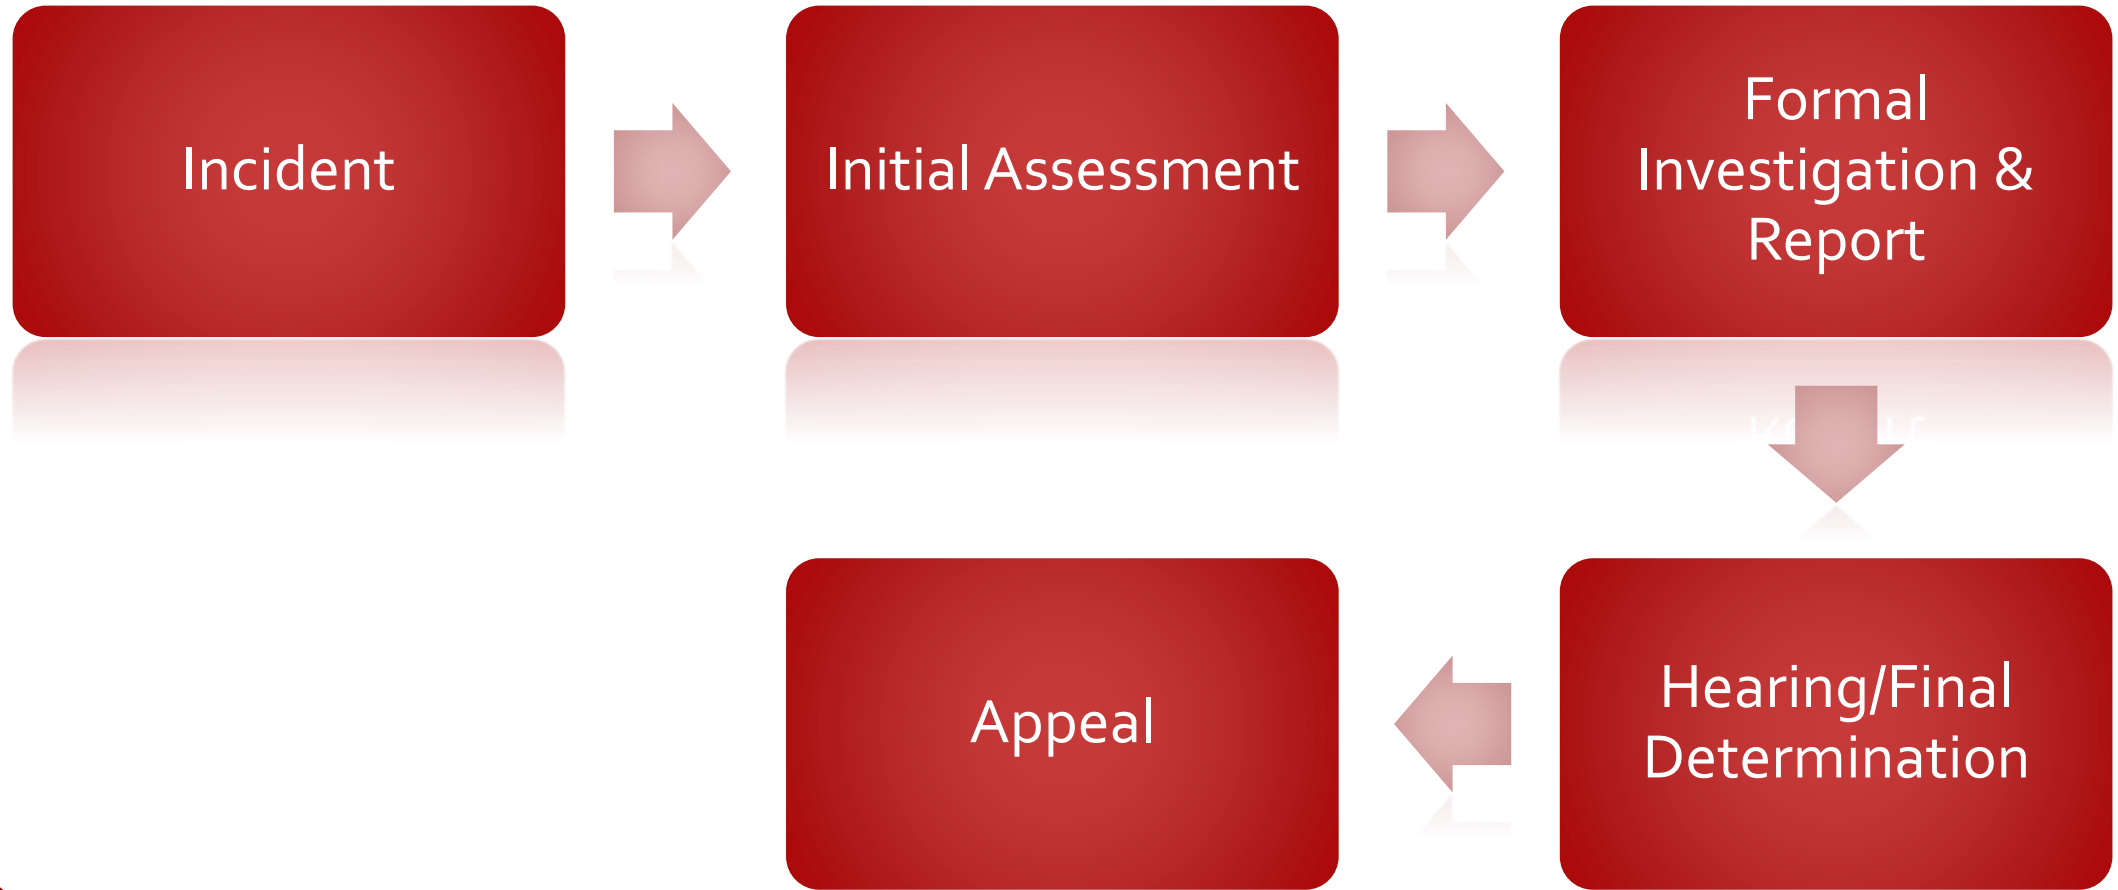 Incident
Initial Assessment
Formal
Investigation &
Report
Hearing/Final
Determination
Appeal